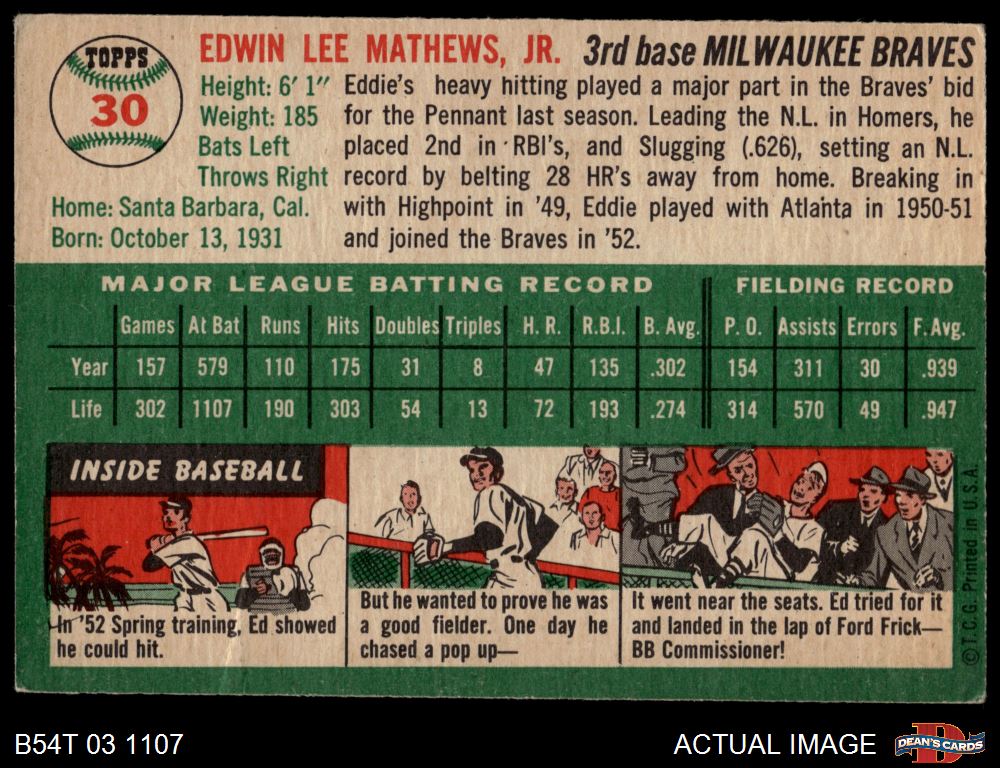 TOPPS
30
EDWIN LEE MATHEWS, JR. 3rd base MILWAUKEE BRAVES
Height: 6' 1"
Weight: 185
Bats Left
Throws Right
Home: Santa Barbara, Cal.
Born: October 13, 1931
Eddie's heavy hitting played a major part in the Braves' bid
for the Pennant last season. Leading the N.L. in Homers, he
placed 2nd in RBI's, and Slugging (.626), setting an N.L.
record by belting 28 HR's away from home. Breaking in
with Highpoint in '49, Eddie played with Atlanta in 1950-51
and joined the Braves in '52.
MAJOR LEAGUE BATTING RECORD FIELDING RECORD
Games At Bat Runs Hits Doubles Triples H. R. R.B.I. B. Avg. P. O. Assists Errors F. Avg.
Year 157 579 110 175 31 8 47 135 .302 154 311 30 .939
Life 302 1107 190 303 54 13 72 193 .274 314 570 49 .947
INSIDE BASEBALL
In '52 Spring training, Ed showed
he could hit.
But he wanted to prove he was
a good fielder. One day he
chased a pop up—
It went near the seats. Ed tried for it
and landed in the lap of Ford Frick—
BB Commissioner!
© T.C.G. Printed in U.S.A.
B54T 03 1107
ACTUAL IMAGE
DEAN'S CARDS